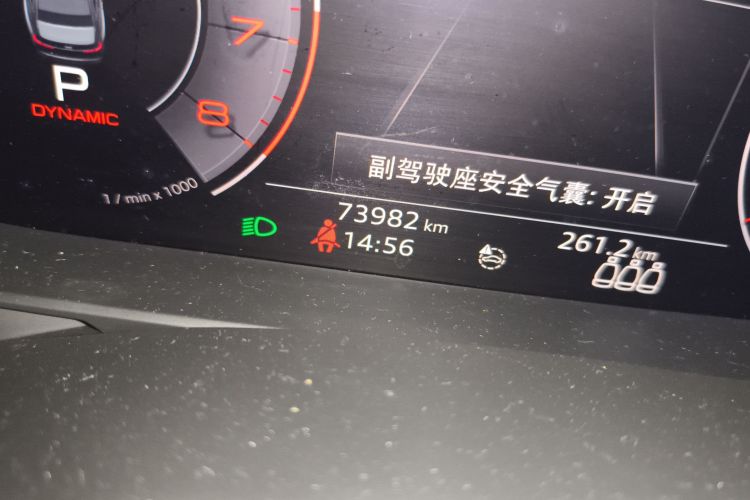 7
P
DYNAMIC
8
1 / min x 1000
副驾驶座安全气囊: 开启
73982 km
261.2 km
14:56